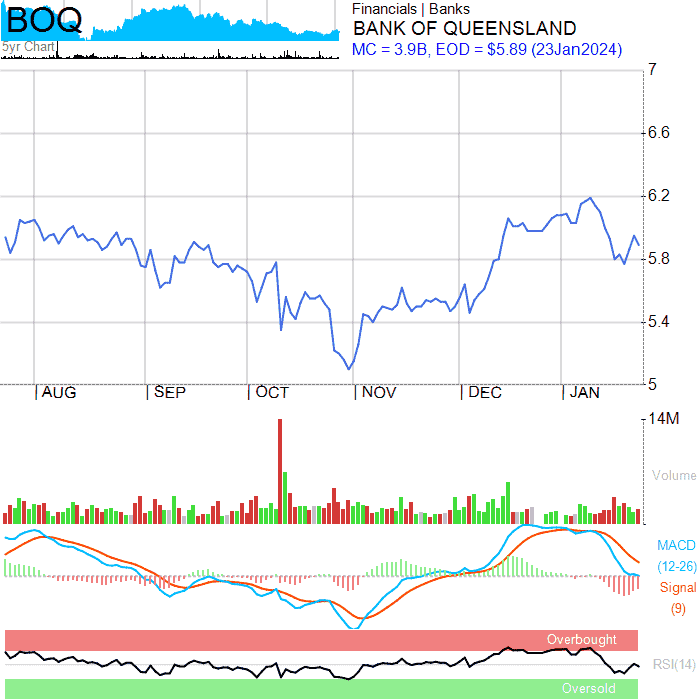 BOQ
5yr Chart
Financials | Banks
BANK OF QUEENSLAND
MC = 3.9B, EOD = $5.89 (23Jan2024)
7
6.6
6.2
5.8
5.4
5
AUG SEP OCT NOV DEC JAN
14M
Volume
MACD
(12-26)
Signal
(9)
Overbought
RSI(14)
Oversold